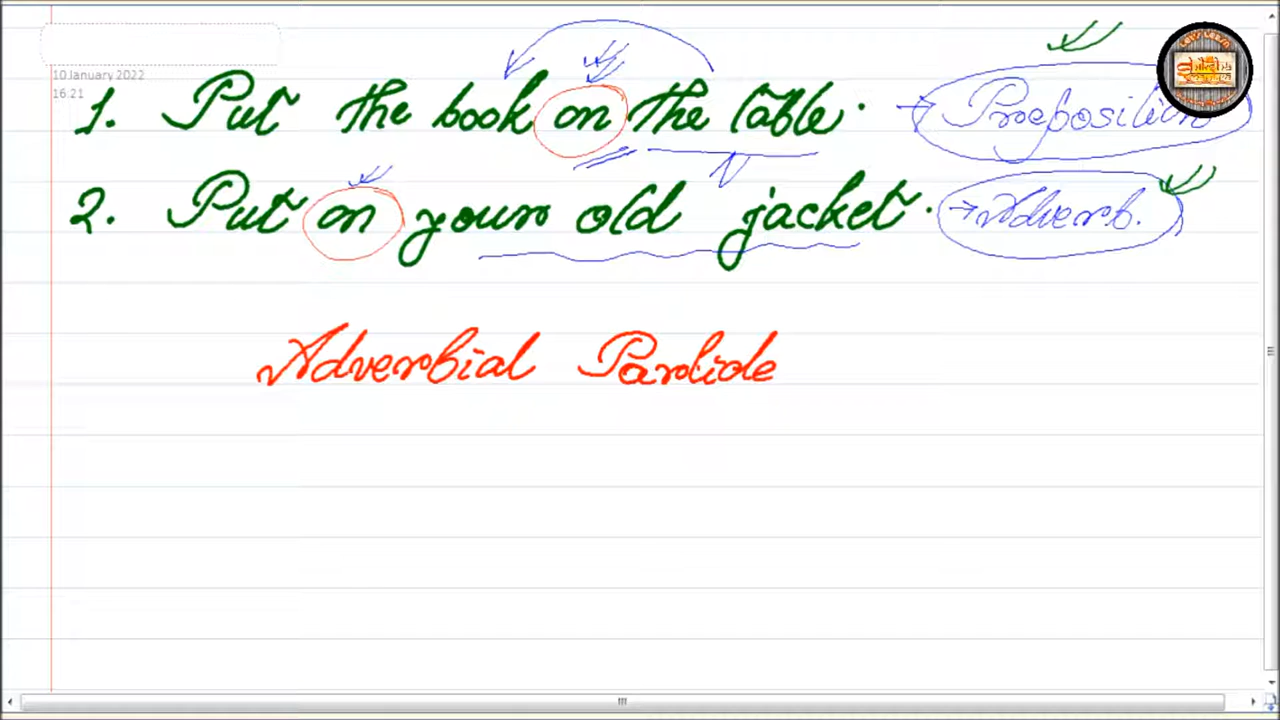 10 January 2022
16:21
1. Put the book on the table. → Preposition
N
2. Put on your old jacket. → Adverb.
Adverbial Particle